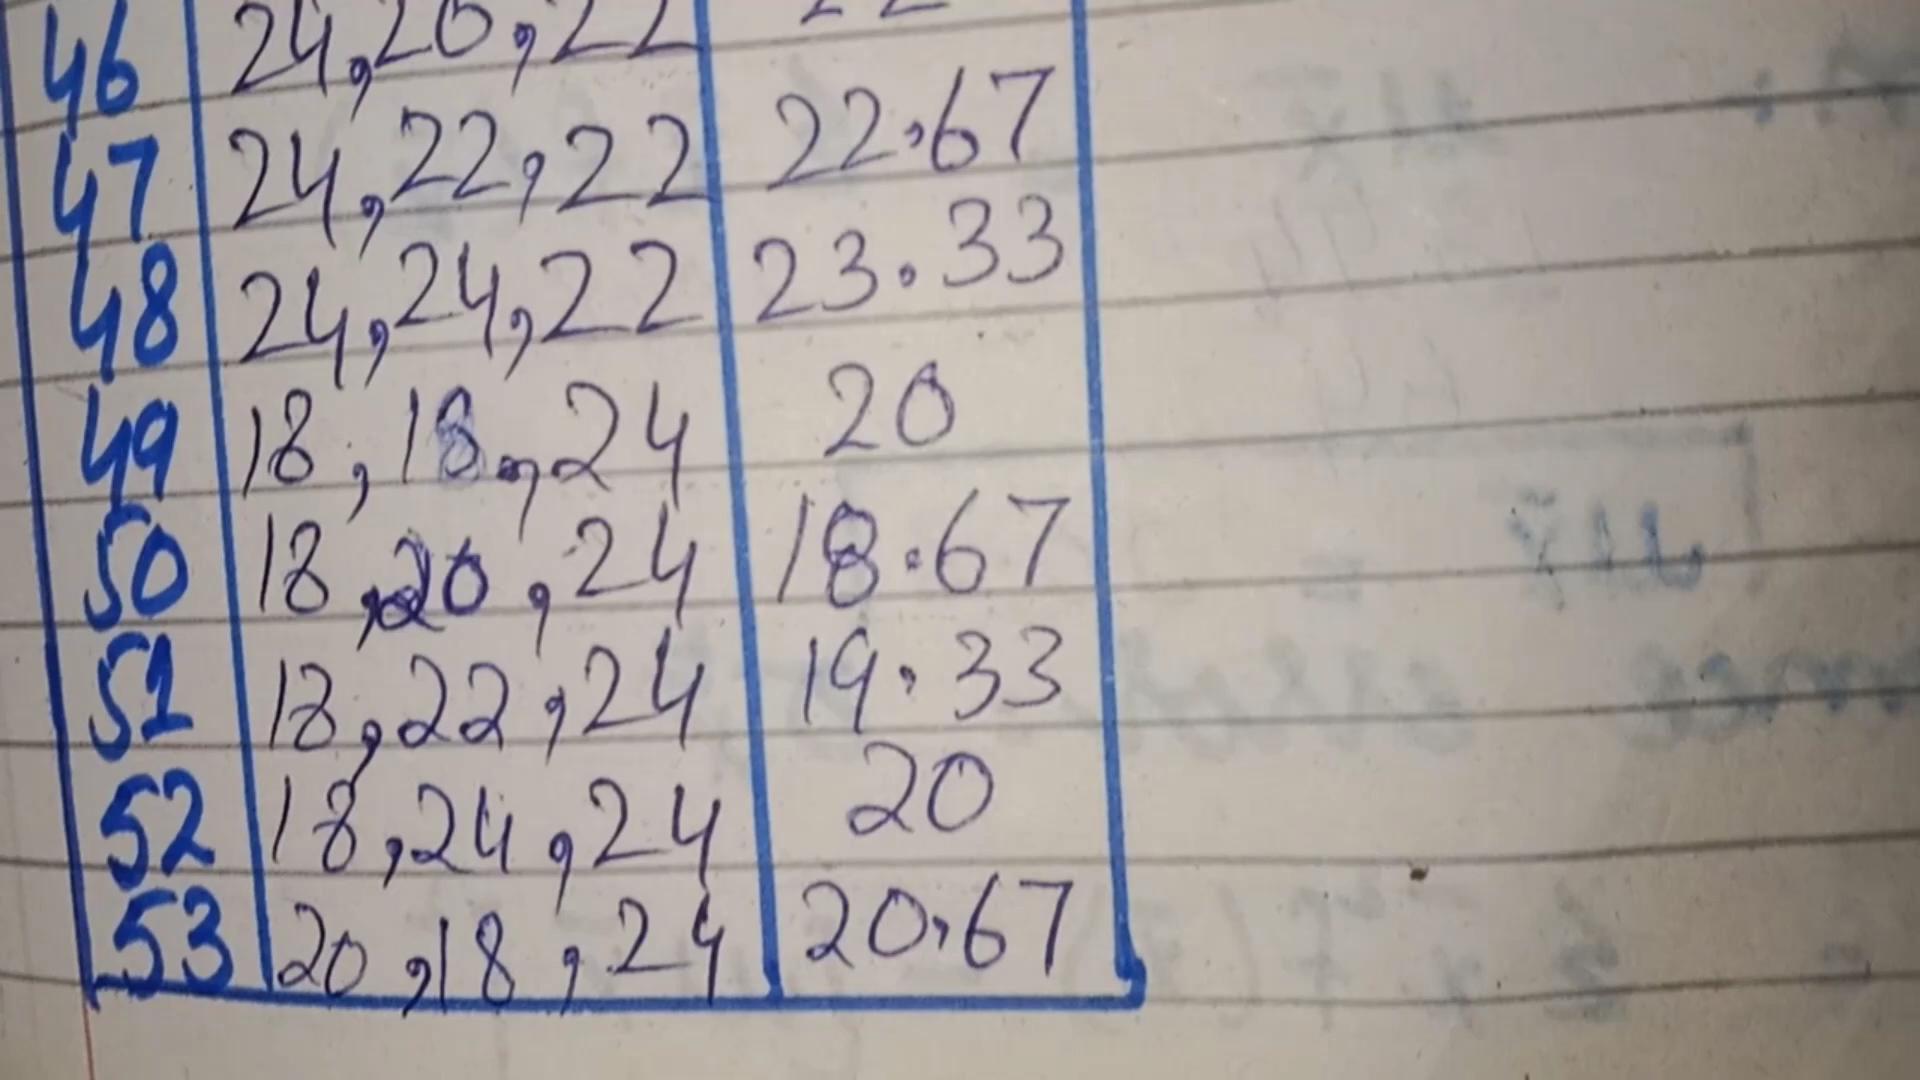 46 24,20,22 22
47 24,22,22 22.67
48 24,24,22 23.33
49 18,18,24 20
50 18,20,24 18.67
51 18,22,24 19.33
52 18,24,24 20
53 20,18,24 20.67